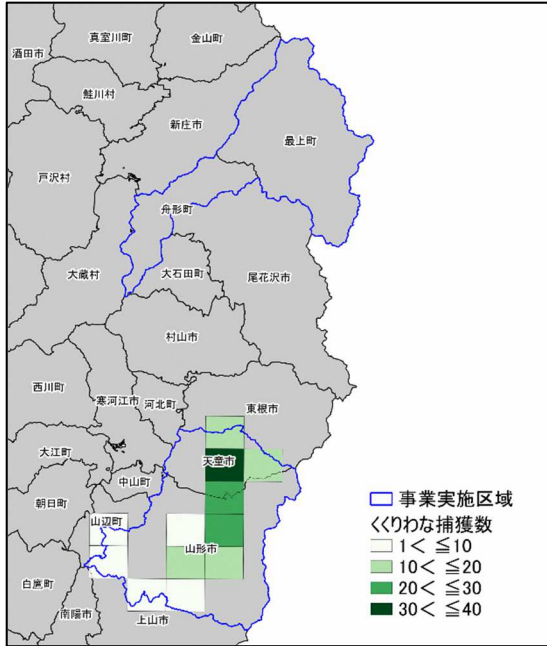 真室川町
金山町
酒田市
鮭川村
新庄市
最上町
戸沢村
舟形町
大蔵村
大石田町
尾花沢市
村山市
西川町
寒河江市
河北町
東根市
大江町
天童市
中山町
朝日町
山辺町
山形市
白鷹町
南陽市
上山市
事業実施区域
くくりわな捕獲数
1< ≦10
10< ≦20
20< ≦30
30< ≦40